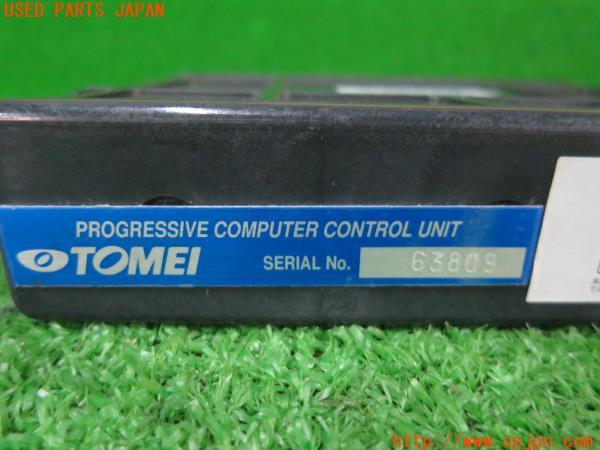 USED PARTS JAPAN
PROGRESSIVE COMPUTER CONTROL UNIT
TOMEI
SERIAL No. 63809
http://www.upjpn.com/